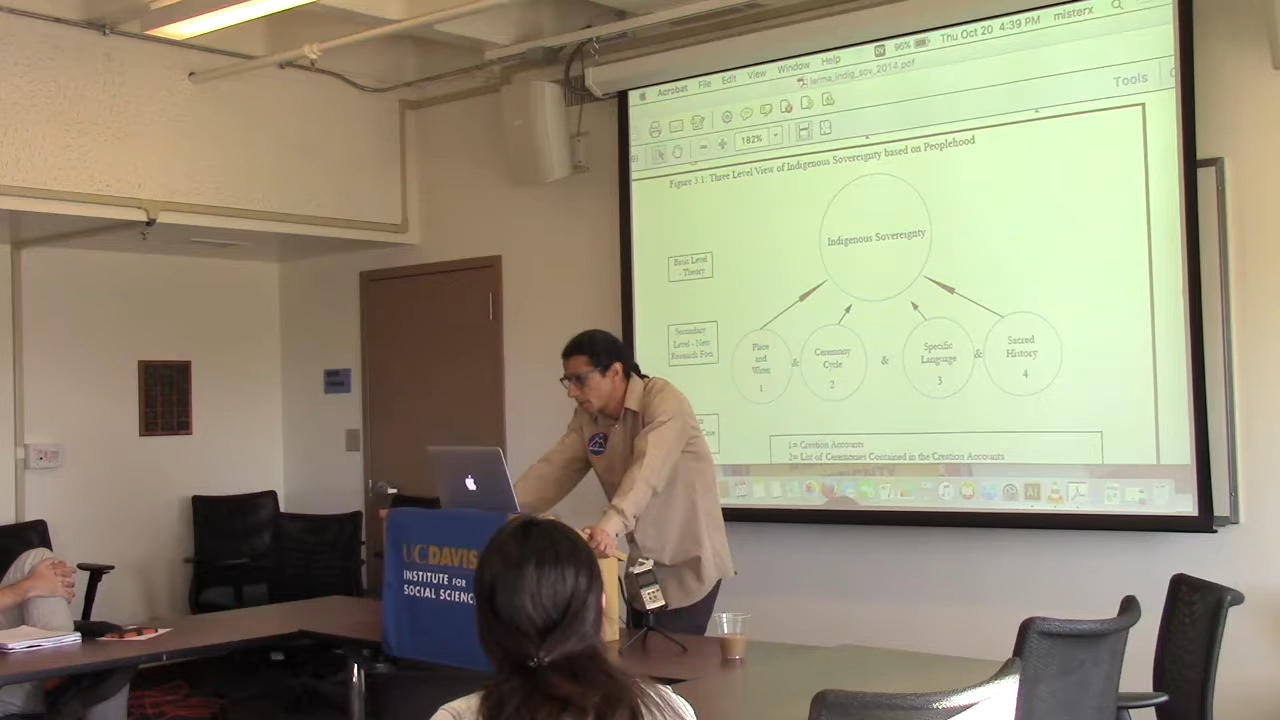 Acrobat File Edit View Window Help
96%
Thu Oct 20 4:39 PM misterx
lerma_indig_sov_2014.pdf
Tools
182%
Figure 3.1: Three Level View of Indigenous Sovereignty based on Peoplehood
Indigenous Sovereignty
Basic Level
- Theory
Secondary
Level - New
Research Foci
Place
and
Water
1
&
Ceremony
Cycle
2
&
Specific
Language
3
&
Sacred
History
4
1= Creation Accounts
2= List of Ceremonies Contained in the Creation Accounts
UCDAVIS
INSTITUTE FOR
SOCIAL SCIENC